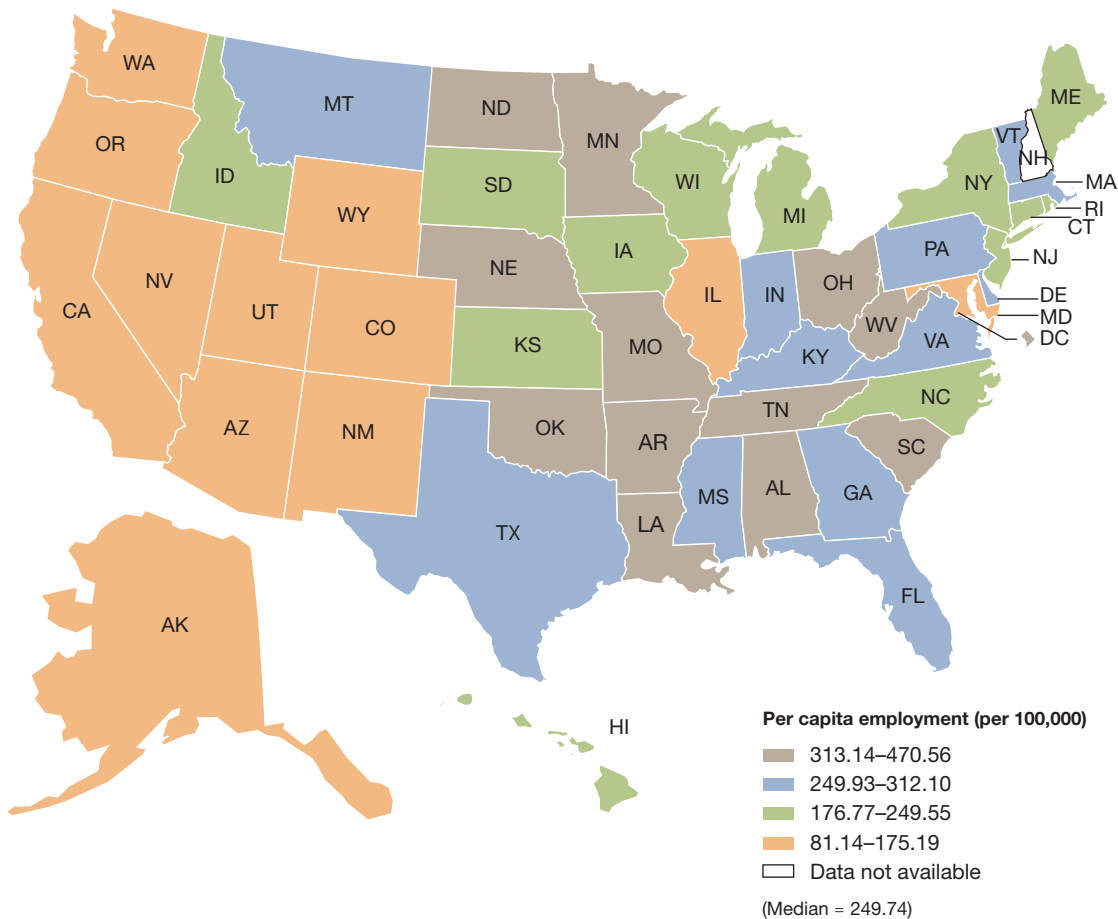 WA
MT
ND
MN
ME
OR
ID
SD
WI
MI
NY
VT
NH
MA
RI
CT
WY
NE
IA
PA
NJ
NV
UT
CO
KS
MO
IL
IN
OH
WV
VA
DE
MD
DC
CA
KY
AZ
NM
OK
AR
TN
NC
SC
TX
LA
MS
AL
GA
FL
AK
HI
Per capita employment (per 100,000)
313.14–470.56
249.93–312.10
176.77–249.55
81.14–175.19
Data not available
(Median = 249.74)